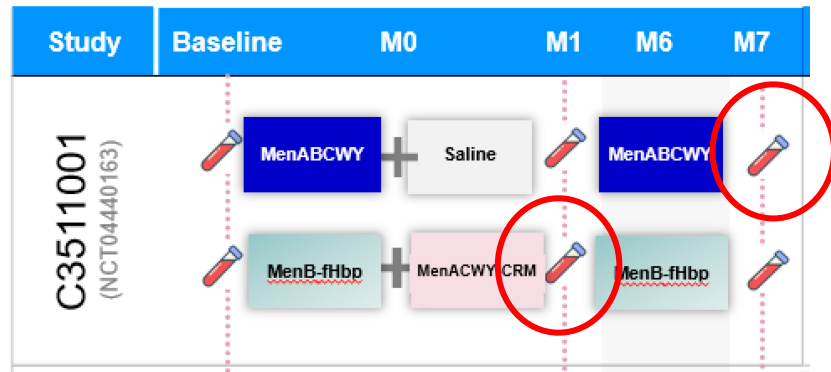 Study Baseline M0 M1 M6 M7
C3511001
(NCT04440163)
MenABCWY + Saline MenABCWY
MenB-fHbp + MenACWY-CRM MenB-fHbp